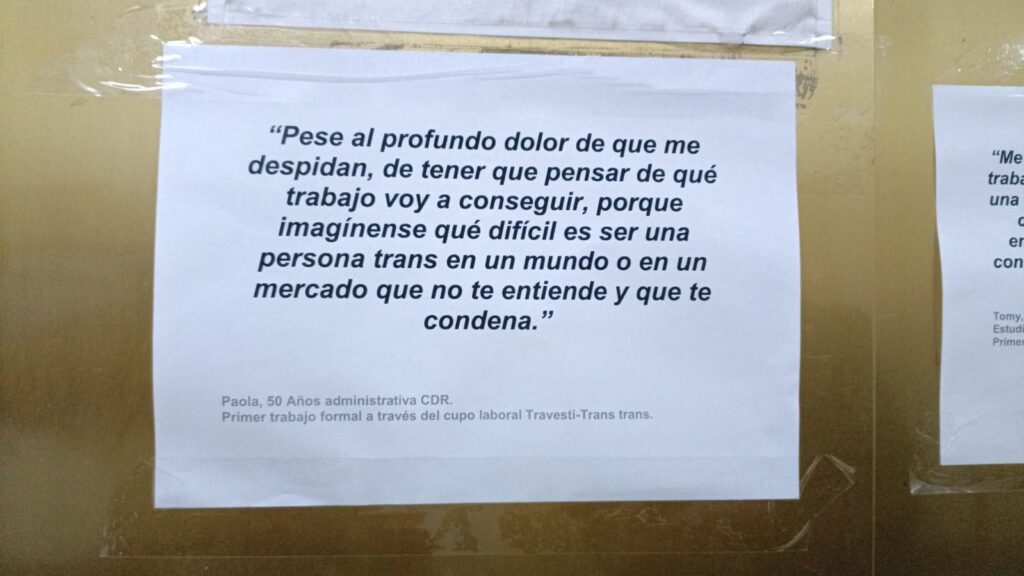 “Pese al profundo dolor de que me
despidan, de tener que pensar de qué
trabajo voy a conseguir, porque
imagínense qué difícil es ser una
persona trans en un mundo o en un
mercado que no te entiende y que te
condena.”
Paola, 50 Años administrativa CDR.
Primer trabajo formal a través del cupo laboral Travesti-Trans trans.
“Me
una
con
Tomy,